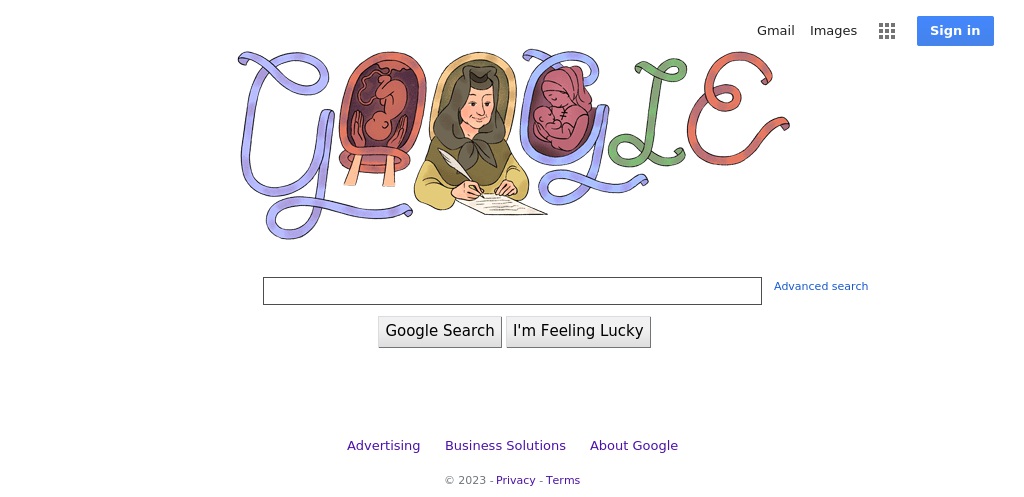 Gmail Images Sign in
GOOGLE
Advanced search
Google Search I'm Feeling Lucky
Advertising Business Solutions About Google
© 2023 - Privacy - Terms